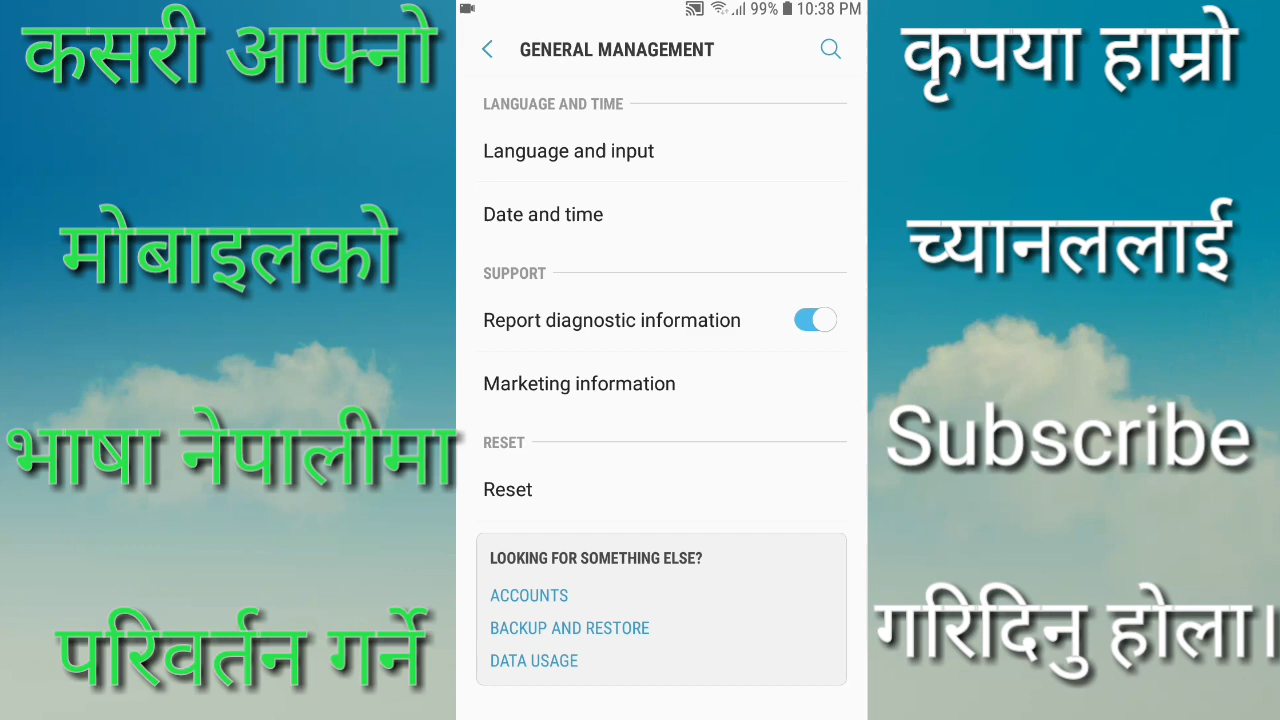 कसरी आफ्नो
मोबाइलको
भाषा नेपालीमा
परिवर्तन गर्ने
99% 10:38 PM
GENERAL MANAGEMENT
LANGUAGE AND TIME
Language and input
Date and time
SUPPORT
Report diagnostic information
Marketing information
RESET
Reset
LOOKING FOR SOMETHING ELSE?
ACCOUNTS
BACKUP AND RESTORE
DATA USAGE
कृपया हाम्रो
च्यानललाई
Subscribe
गरिदिनु होला।